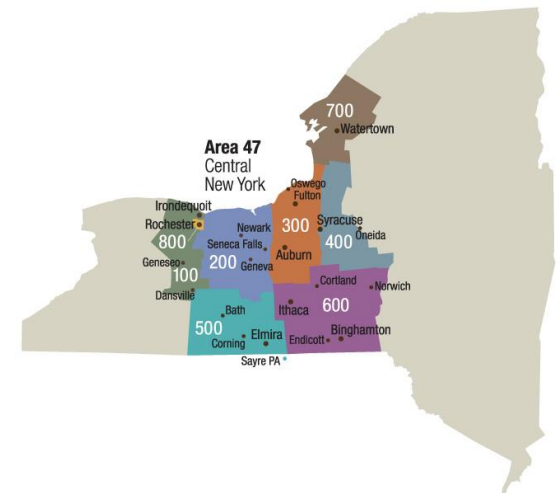 700
Watertown
Area 47
Central
New York
Oswego
Fulton
Irondequoit
Rochester
Newark
300
Syracuse
800
Seneca Falls
400
Oneida
Auburn
Geneseo
200
Geneva
100
Dansville
Cortland
Norwich
Bath
Ithaca
600
500
Elmira
Binghamton
Corning
Endicott
Sayre PA